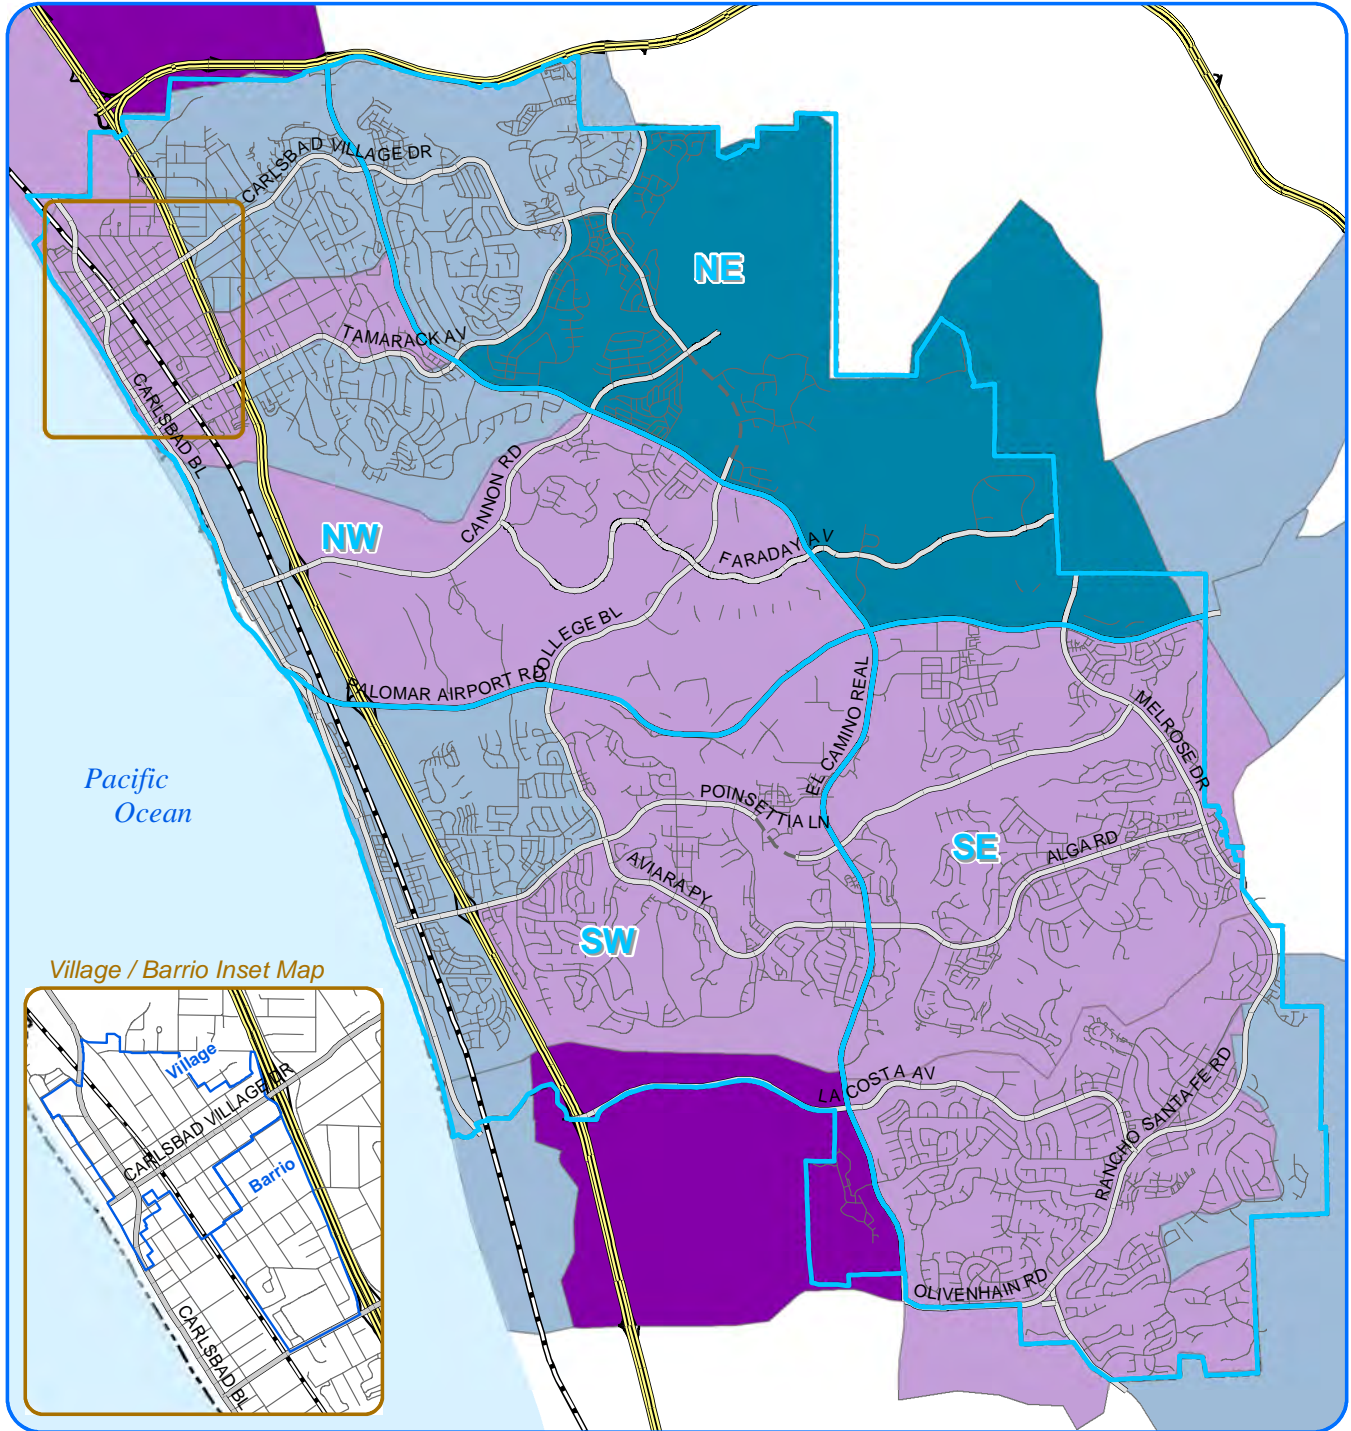 CARLSBAD VILLAGE DR
NE
TAMARACK AV
CARLSBAD BL
CANNON RD
NW
FARADAY AV
COLLEGE BL
PALOMAR AIRPORT RD
EL CAMINO REAL
MELROSE DR
Pacific
Ocean
POINSETTIA LN
SE
ALGA RD
AVIARA PY
SW
Village / Barrio Inset Map
Village
CARLSBAD VILLAGE DR
Barrio
CARLSBAD BL
LA COSTA AV
RANCHO SANTA FE RD
OLIVENHAIN RD